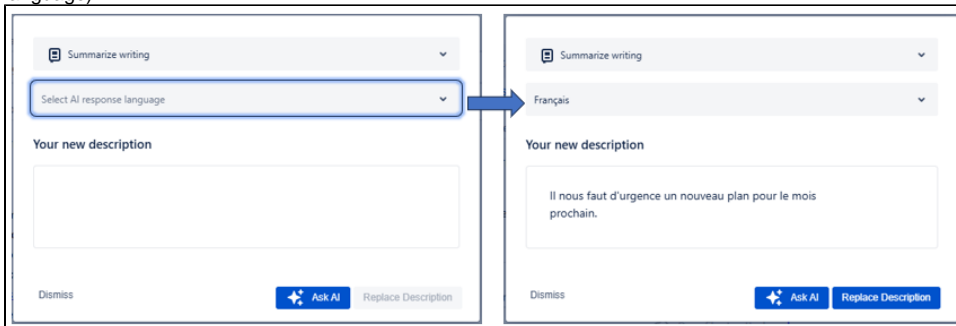 Summarize writing
Select AI response language
Your new description
Dismiss
Ask AI
Replace Description
Summarize writing
Français
Your new description
Il nous faut d'urgence un nouveau plan pour le mois
prochain.
Dismiss
Ask AI
Replace Description